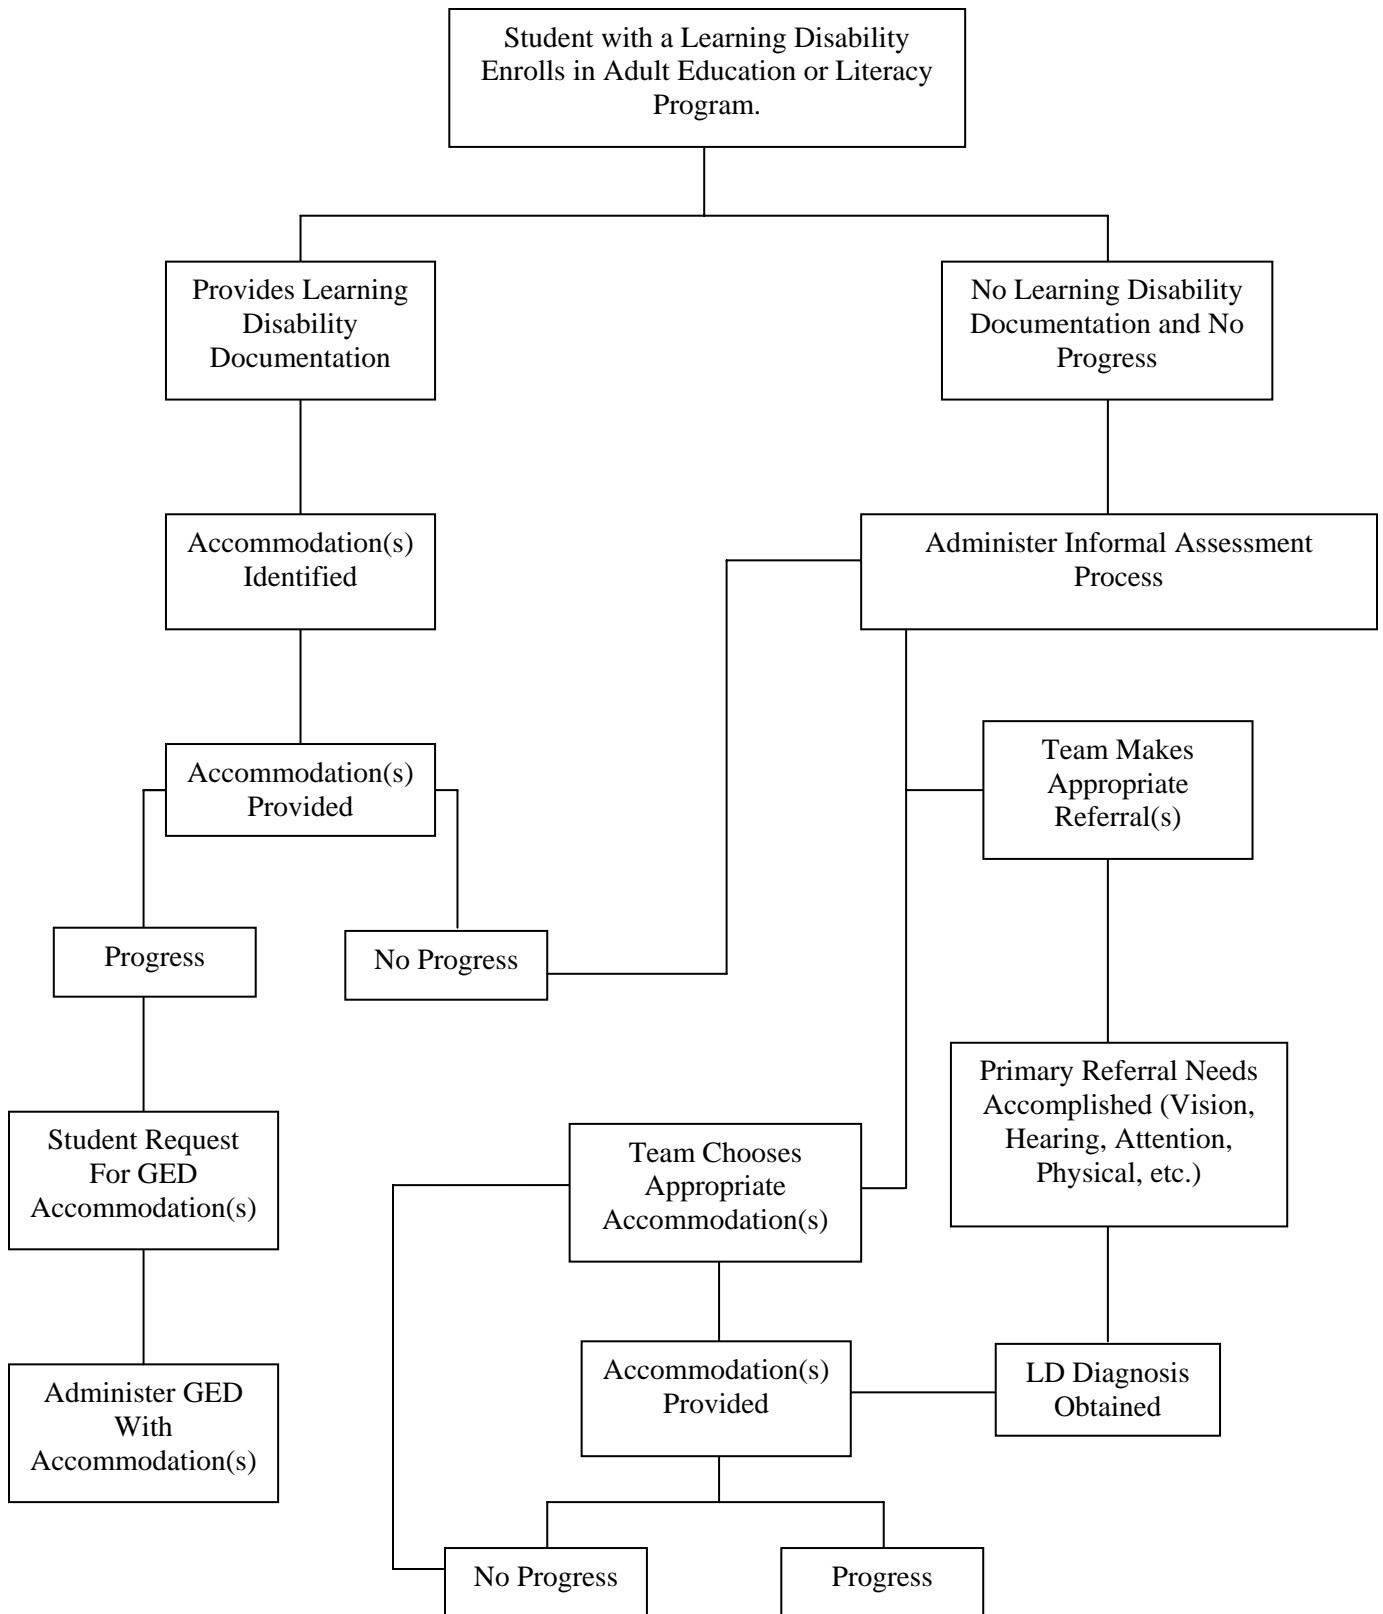 Student with a Learning Disability
Enrolls in Adult Education or Literacy
Program.
Provides Learning
Disability
Documentation
No Learning Disability
Documentation and No
Progress
Accommodation(s)
Identified
Administer Informal Assessment
Process
Accommodation(s)
Provided
Team Makes
Appropriate
Referral(s)
Progress
No Progress
Primary Referral Needs
Accomplished (Vision,
Hearing, Attention,
Physical, etc.)
Student Request
For GED
Accommodation(s)
Team Chooses
Appropriate
Accommodation(s)
Administer GED
With
Accommodation(s)
Accommodation(s)
Provided
LD Diagnosis
Obtained
No Progress
Progress